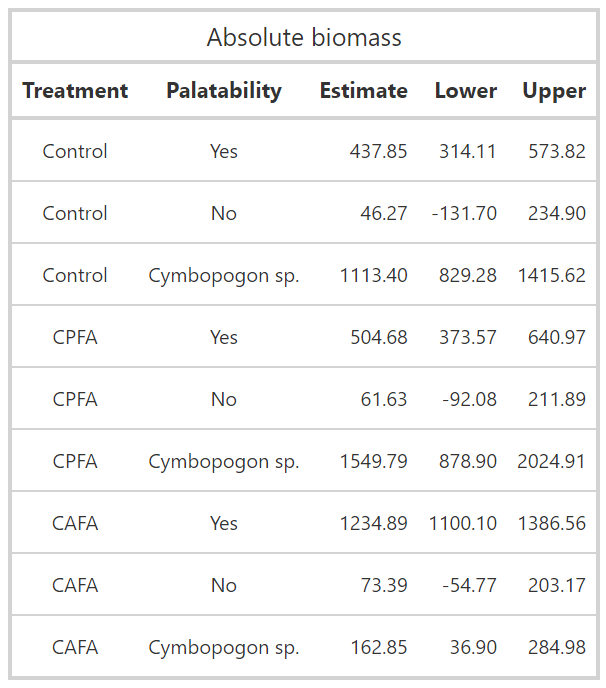 Absolute biomass
Treatment Palatability Estimate Lower Upper
Control Yes 437.85 314.11 573.82
Control No 46.27 -131.70 234.90
Control Cymbopogon sp. 1113.40 829.28 1415.62
CPFA Yes 504.68 373.57 640.97
CPFA No 61.63 -92.08 211.89
CPFA Cymbopogon sp. 1549.79 878.90 2024.91
CAFA Yes 1234.89 1100.10 1386.56
CAFA No 73.39 -54.77 203.17
CAFA Cymbopogon sp. 162.85 36.90 284.98